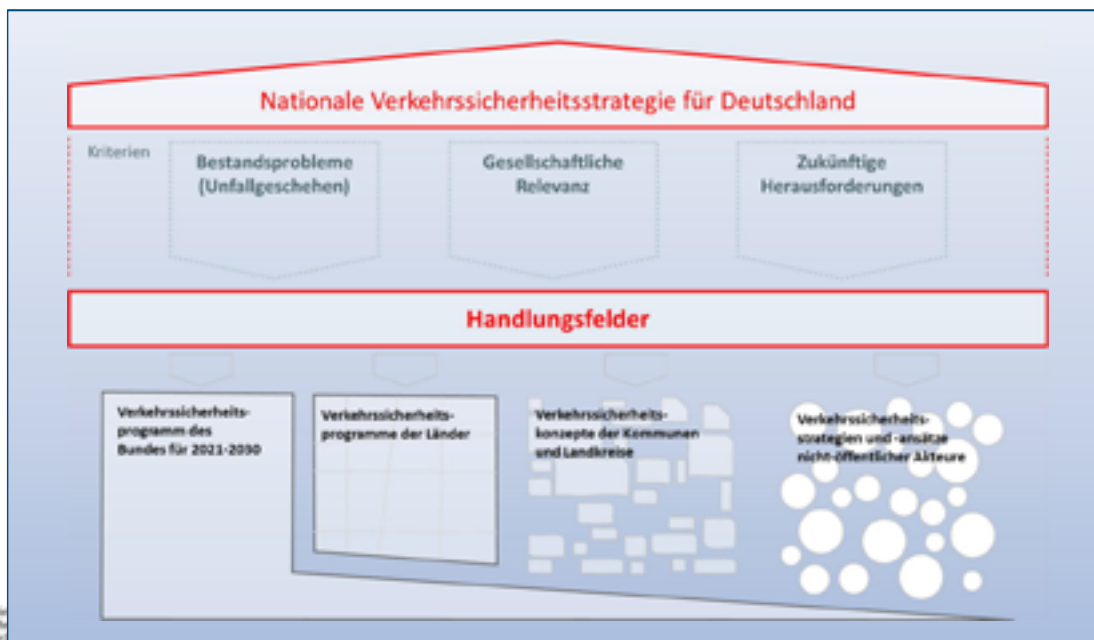 Nationale Verkehrssicherheitsstrategie für Deutschland
Kriterien
Bestandsprobleme
(Unfallgeschehen)
Gesellschaftliche
Relevanz
Zukünftige
Herausforderungen
Handlungsfelder
Verkehrssicherheits-
programm des
Bundes für 2021-2030
Verkehrssicherheits-
programme der Länder
Verkehrssicherheits-
konzepte der Kommunen
und Landkreise
Verkehrssicherheits-
strategien und -ansätze
nicht-öffentlicher Akteure